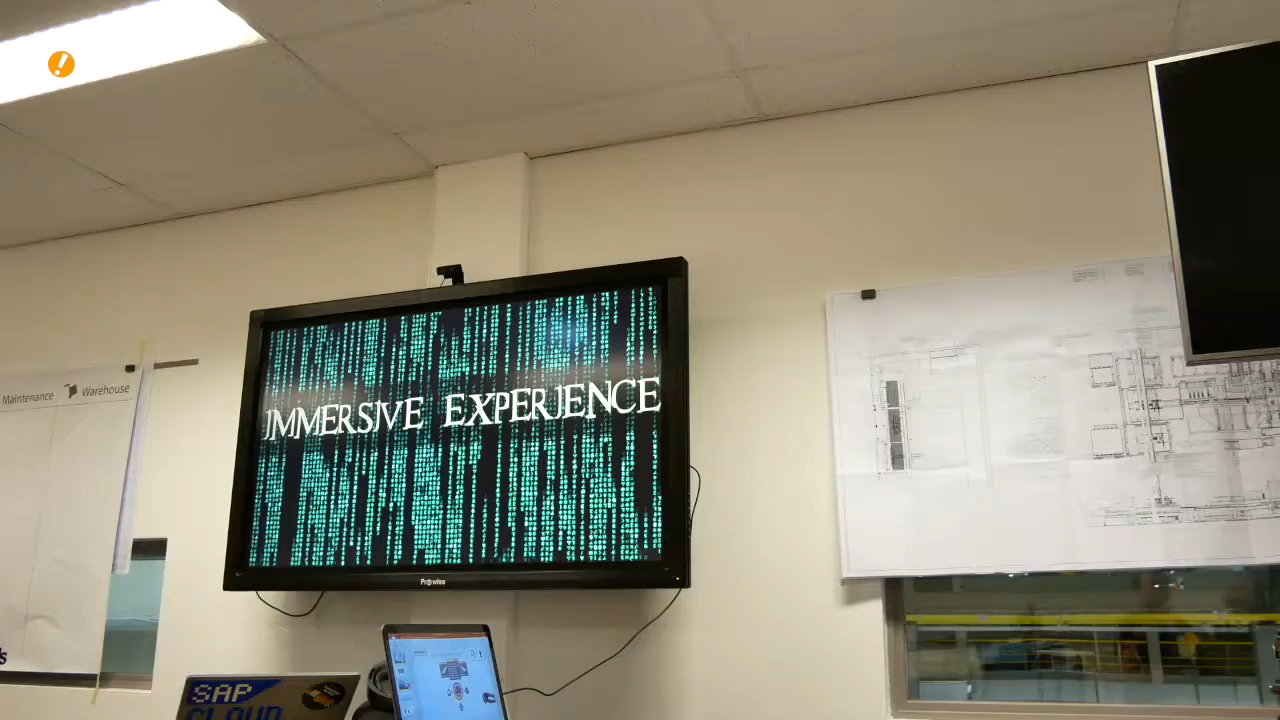 Maintenance Warehouse
IMMERSIVE EXPERIENCE
Prowise
SAP
CLOUD